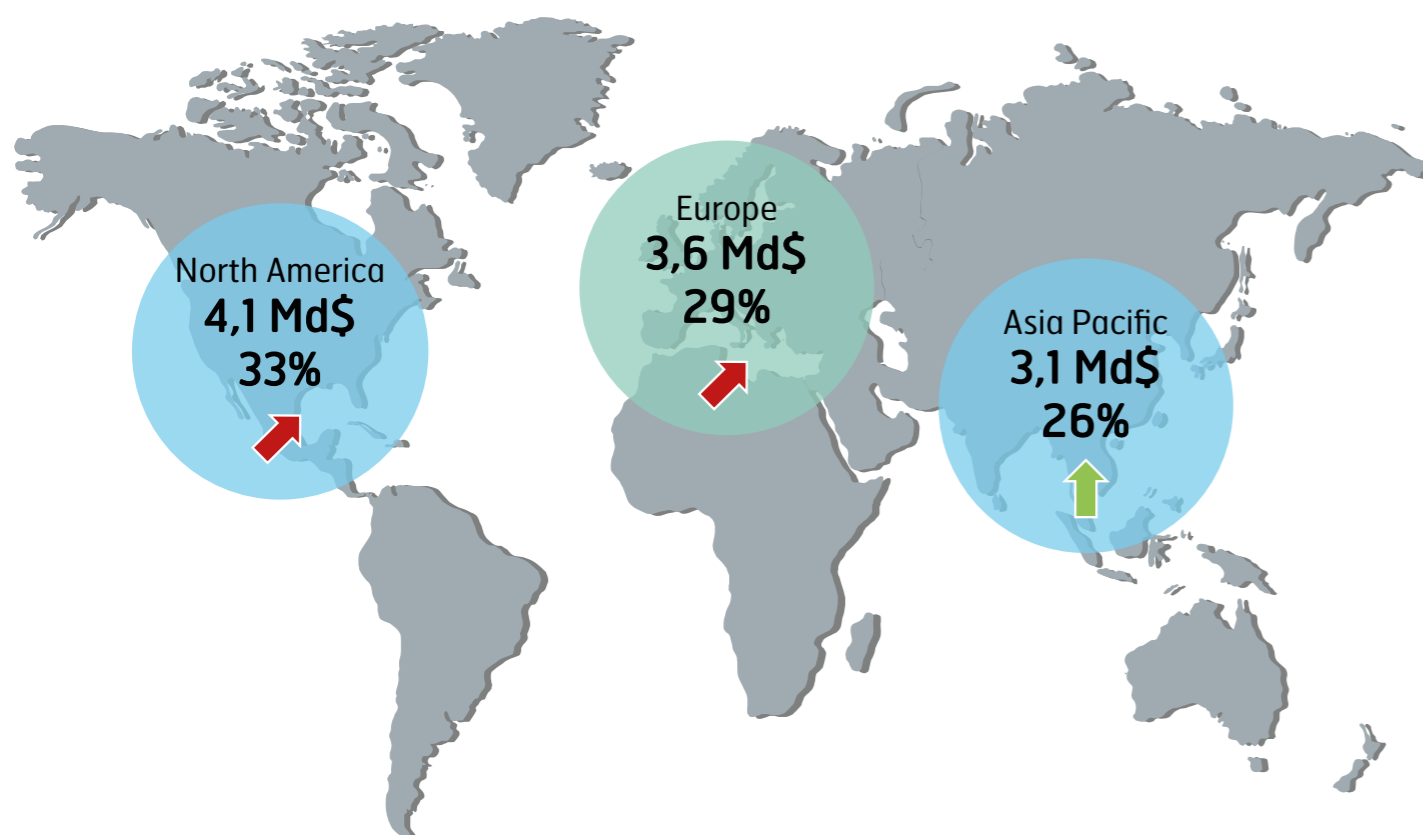 North America
4,1 Md$
33%
Europe
3,6 Md$
29%
Asia Pacific
3,1 Md$
26%